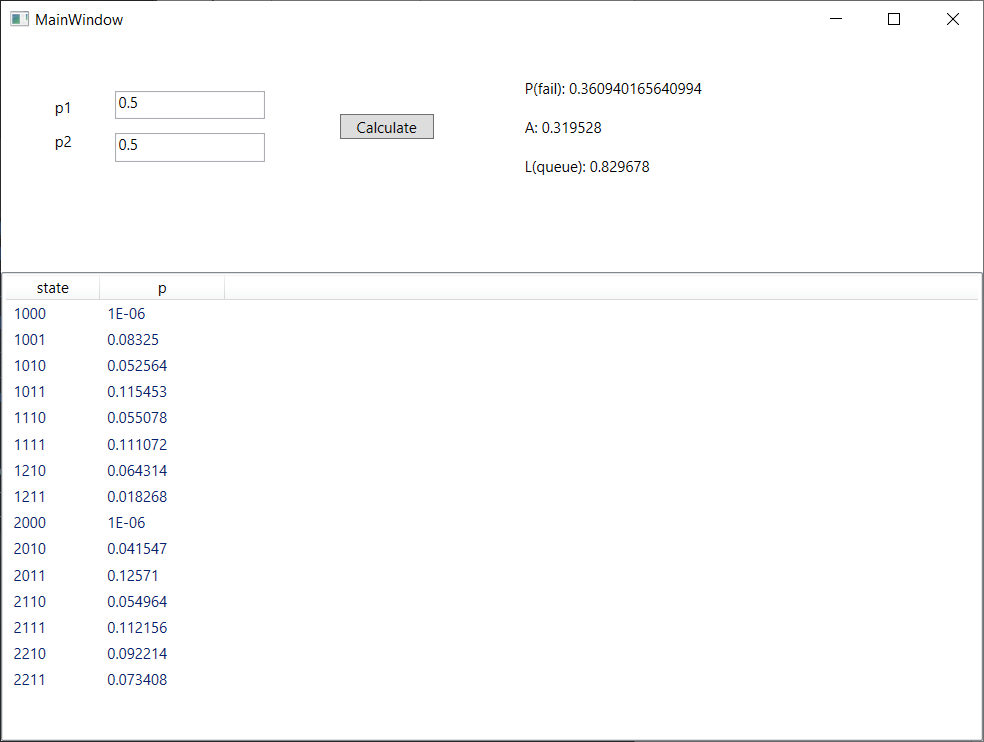 MainWindow
p1 0.5
p2 0.5
Calculate
P(fail): 0.360940165640994
A: 0.319528
L(queue): 0.829678
state p
1000 1E-06
1001 0.08325
1010 0.052564
1011 0.115453
1110 0.055078
1111 0.111072
1210 0.064314
1211 0.018268
2000 1E-06
2010 0.041547
2011 0.12571
2110 0.054964
2111 0.112156
2210 0.092214
2211 0.073408